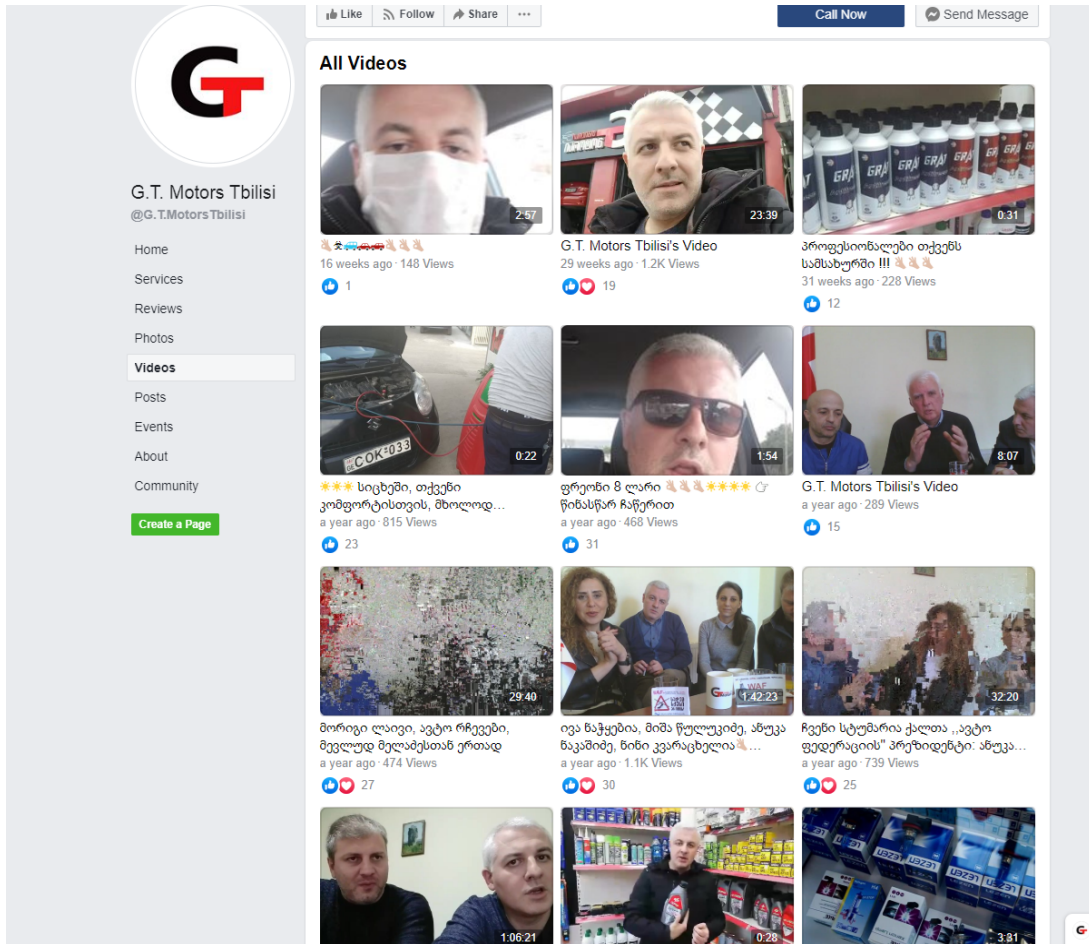 Like
Follow
Share
Call Now
Send Message
GT
G.T. Motors Tbilisi
@G.T.MotorsTbilisi
Home
Services
Reviews
Photos
Videos
Posts
Events
About
Community
Create a Page
All Videos
2:57
16 weeks ago · 148 Views
1
23:39
G.T. Motors Tbilisi's Video
29 weeks ago · 1.2K Views
19
0:31
პროფესიონალები თქვენს
სამსახურში !!!
31 weeks ago · 228 Views
12
COK-033
0:22
სიცხეში, თქვენი
კომფორტისთვის, მხოლოდ...
a year ago · 815 Views
23
1:54
ფრეონი 8 ლარი
წინასწარ ჩაწერით
a year ago · 468 Views
31
8:07
G.T. Motors Tbilisi's Video
a year ago · 289 Views
15
29:40
მორიგი ლაივი, ავტო რჩევები,
მევლუდ მელაძესთან ერთად
a year ago · 474 Views
27
1:42:23
ივა ნაჭყებია, მიშა წულუკიძე, ანუკა
ნაკაშიძე, ნინი კვარაცხელია...
a year ago · 1.1K Views
30
32:20
ჩვენი სტუმარია ქალთა ,,ავტო
ფედერაციის" პრეზიდენტი: ანუკა...
a year ago · 739 Views
25
1:06:21
0:28
3:31